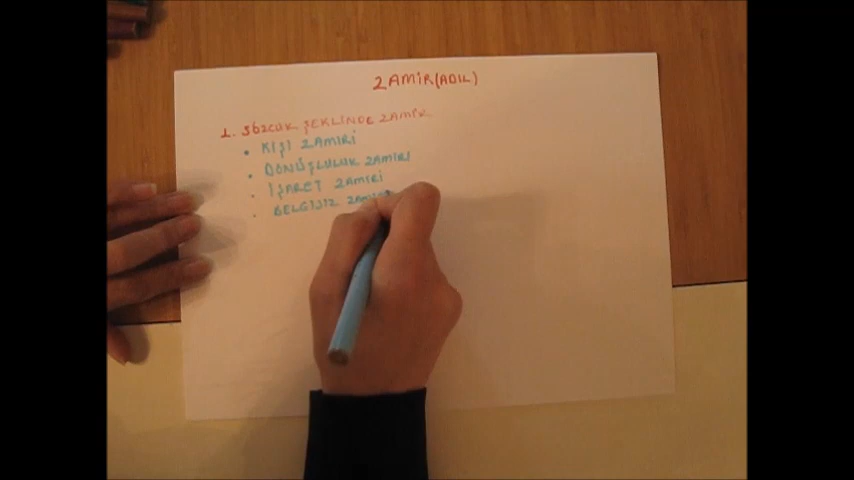 ZAMİR(ADIL)
1. SÖZCÜK ŞEKLİNDE ZAMİR
• KİŞİ ZAMİRİ
• DÖNÜŞLÜLÜK ZAMİRİ
• İŞARET ZAMİRİ
• BELGİSİZ